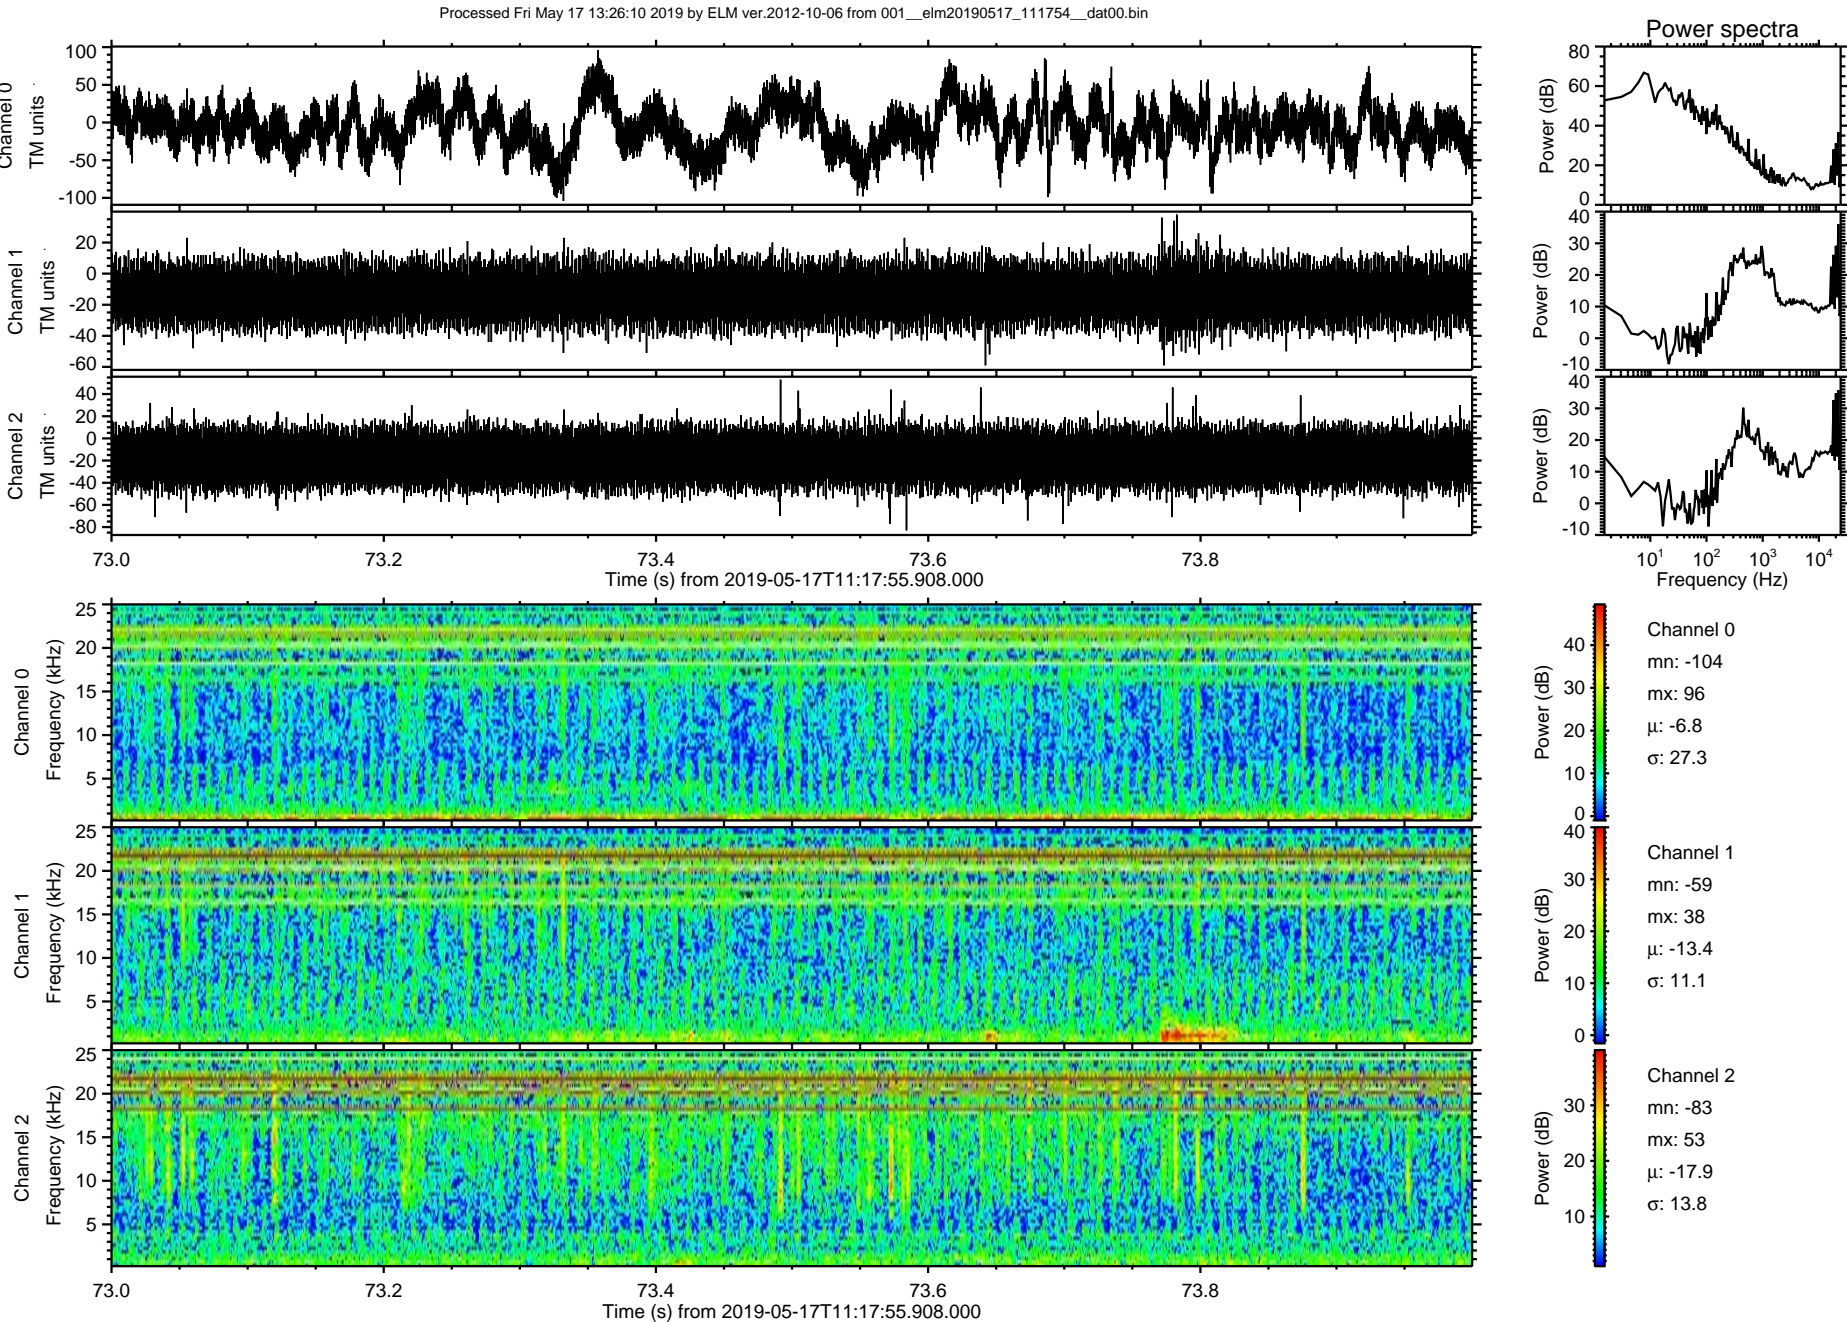 Processed Fri May 17 13:26:10 2019 by ELM ver.2012-10-06 from 001__elm20190517_111754__dat00.bin
Power spectra
Channel 0
TM units
100
50
0
-50
-100
Power (dB)
80
60
40
20
0
Channel 1
TM units
20
0
-20
-40
-60
Power (dB)
40
30
20
10
0
-10
Channel 2
TM units
40
20
0
-20
-40
-60
-80
Power (dB)
40
30
20
10
0
-10
73.0 73.2 73.4 73.6 73.8
Time (s) from 2019-05-17T11:17:55.908.000
10^1 10^2 10^3 10^4
Frequency (Hz)
Channel 0
Frequency (kHz)
25
20
15
10
5
Power (dB)
40
30
20
10
0
Channel 0
mn: -104
mx: 96
μ: -6.8
σ: 27.3
Channel 1
Frequency (kHz)
25
20
15
10
5
Power (dB)
40
30
20
10
0
Channel 1
mn: -59
mx: 38
μ: -13.4
σ: 11.1
Channel 2
Frequency (kHz)
25
20
15
10
5
Power (dB)
30
20
10
Channel 2
mn: -83
mx: 53
μ: -17.9
σ: 13.8
73.0 73.2 73.4 73.6 73.8
Time (s) from 2019-05-17T11:17:55.908.000